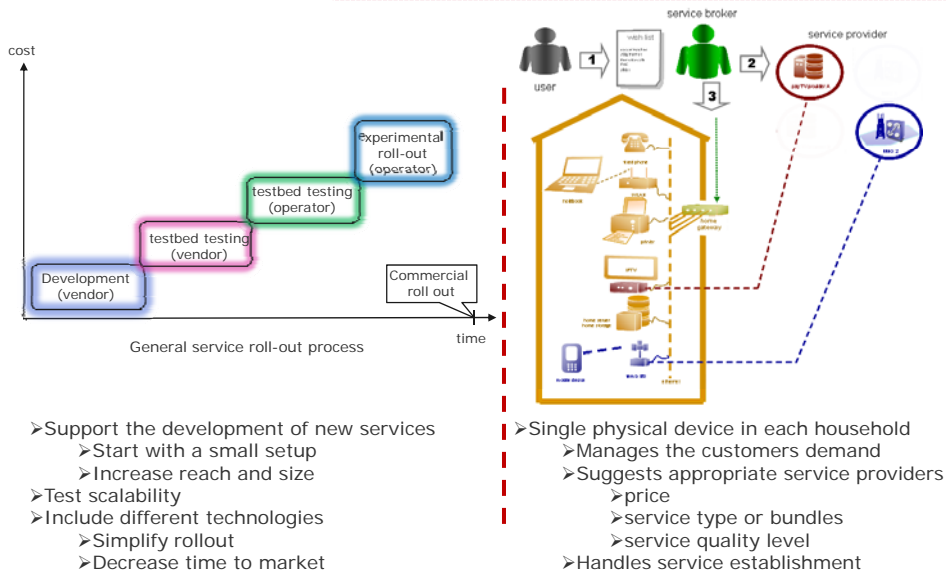 cost
experimental
roll-out
(operator)
testbed testing
(operator)
testbed testing
(vendor)
Development
(vendor)
Commercial
roll out
time
General service roll-out process
➢Support the development of new services
➢Start with a small setup
➢Increase reach and size
➢Test scalability
➢Include different technologies
➢Simplify rollout
➢Decrease time to market
service broker
service provider
wish list
1
2
3
user
home
gateway
➢Single physical device in each household
➢Manages the customers demand
➢Suggests appropriate service providers
➢price
➢service type or bundles
➢service quality level
➢Handles service establishment